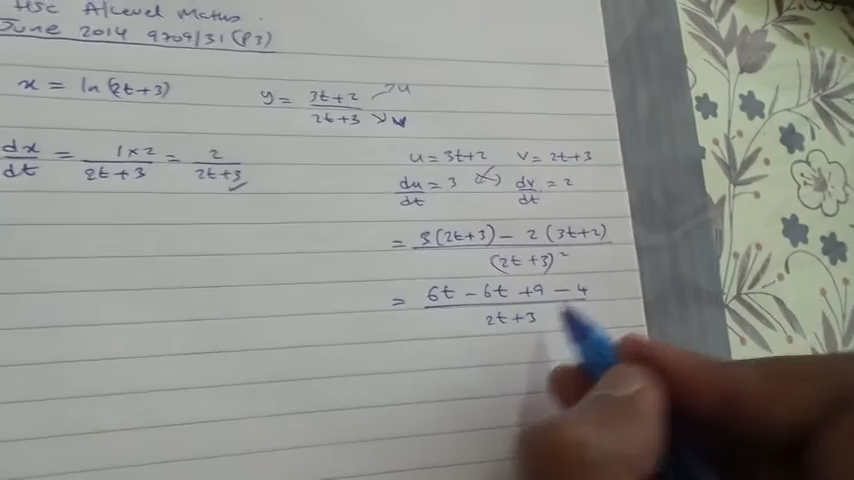 HSC A/Level Maths.
June 2014 9709/31 (P3)
x = ln(2t+3)
y = 3t+2 / 2t+3 → u → v
dx/dt = 1×2 / 2t+3 = 2 / 2t+3 ✓
u = 3t+2 v = 2t+3
du/dt = 3 dv/dt = 2
= 3(2t+3) - 2(3t+2) / (2t+3)²
= 6t - 6t + 9 - 4 / 2t+3